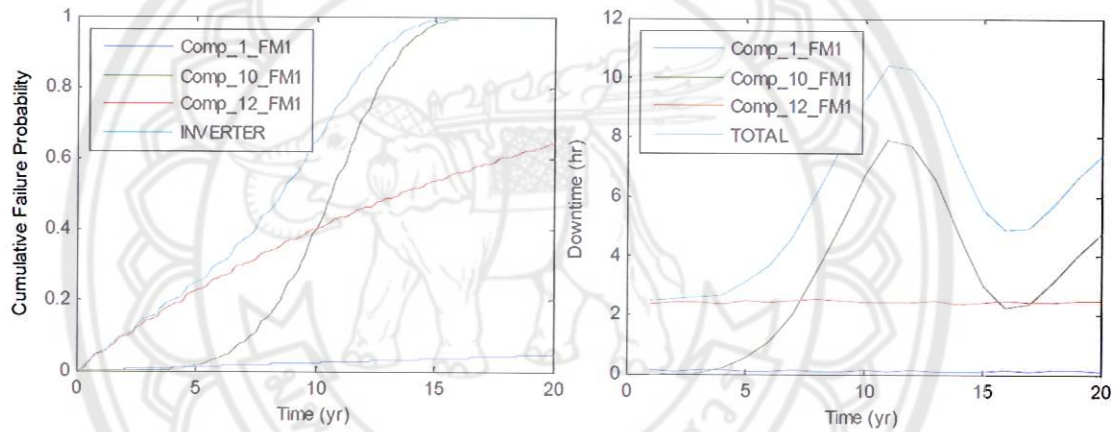 Cumulative Failure Probability
1
0.8
0.6
0.4
0.2
0
Comp_1_FM1
Comp_10_FM1
Comp_12_FM1
INVERTER
0 5 10 15 20
Time (yr)
Downtime (hr)
12
10
8
6
4
2
0
Comp_1_FM1
Comp_10_FM1
Comp_12_FM1
TOTAL
0 5 10 15 20
Time (yr)